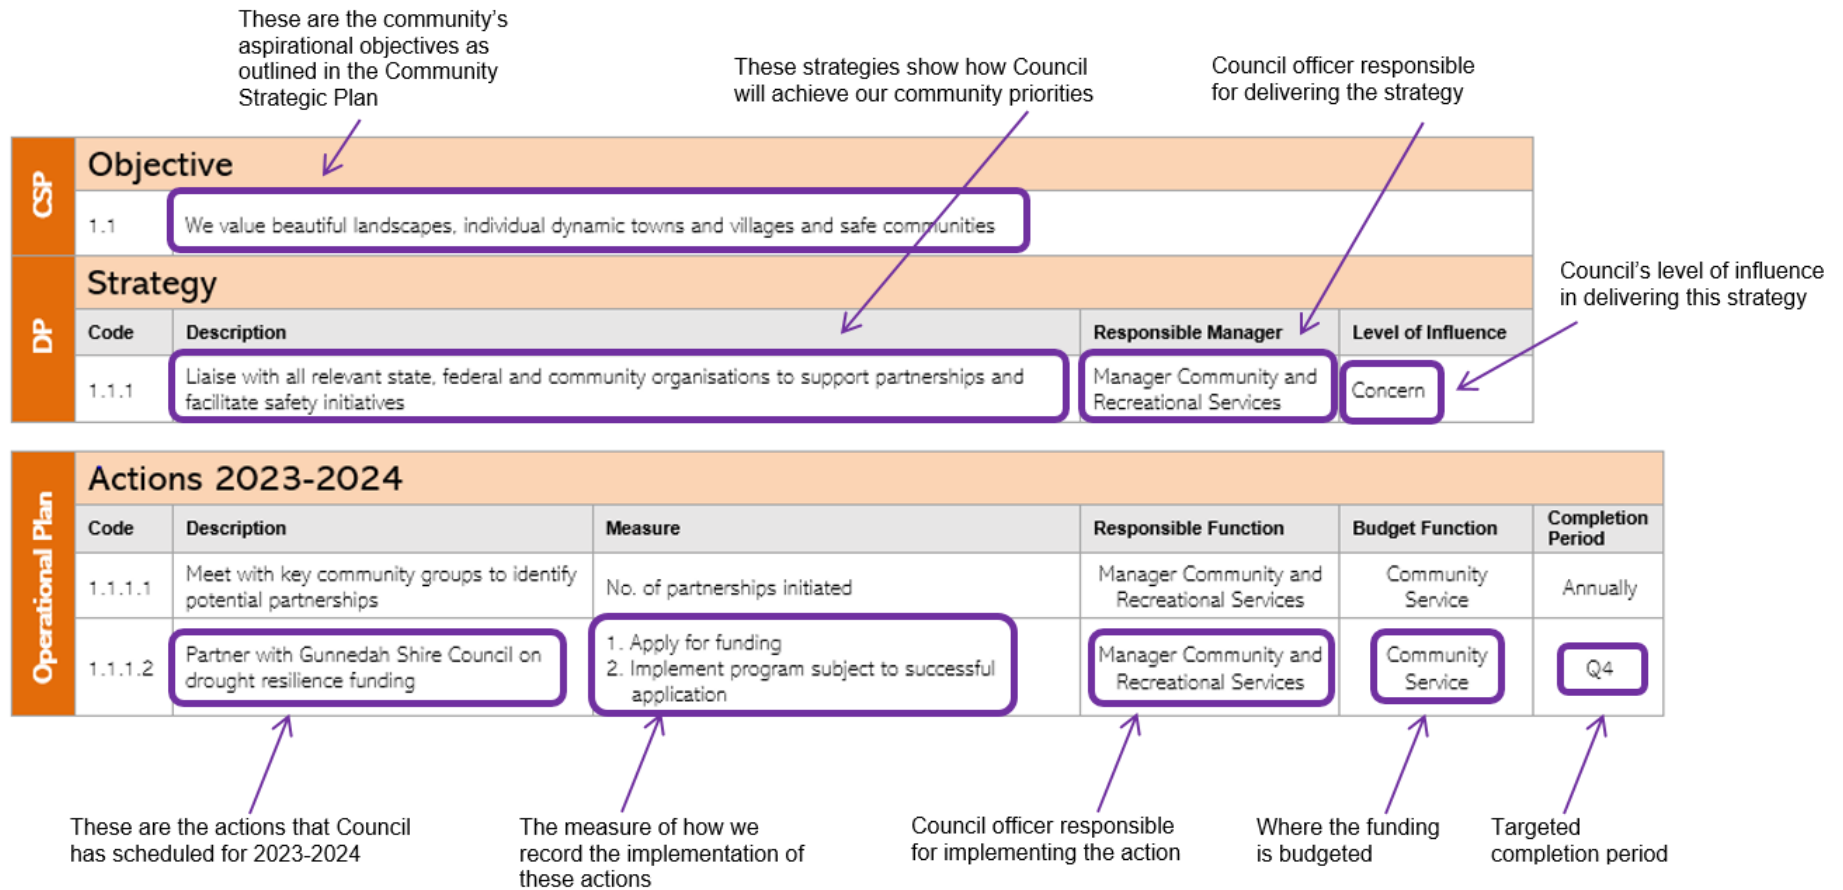 These are the community’s
aspirational objectives as
outlined in the Community
Strategic Plan
These strategies show how Council
will achieve our community priorities
Council officer responsible
for delivering the strategy
CSP
Objective
1.1
We value beautiful landscapes, individual dynamic towns and villages and safe communities
DP
Strategy
Code
Description
Responsible Manager
Level of Influence
1.1.1
Liaise with all relevant state, federal and community organisations to support partnerships and
facilitate safety initiatives
Manager Community and
Recreational Services
Concern
Council’s level of influence
in delivering this strategy
Operational Plan
Actions 2023-2024
Code
Description
Measure
Responsible Function
Budget Function
Completion
Period
1.1.1.1
Meet with key community groups to identify
potential partnerships
No. of partnerships initiated
Manager Community and
Recreational Services
Community
Service
Annually
1.1.1.2
Partner with Gunnedah Shire Council on
drought resilience funding
1. Apply for funding
2. Implement program subject to successful
application
Manager Community and
Recreational Services
Community
Service
Q4
These are the actions that Council
has scheduled for 2023-2024
The measure of how we
record the implementation of
these actions
Council officer responsible
for implementing the action
Where the funding
is budgeted
Targeted
completion period